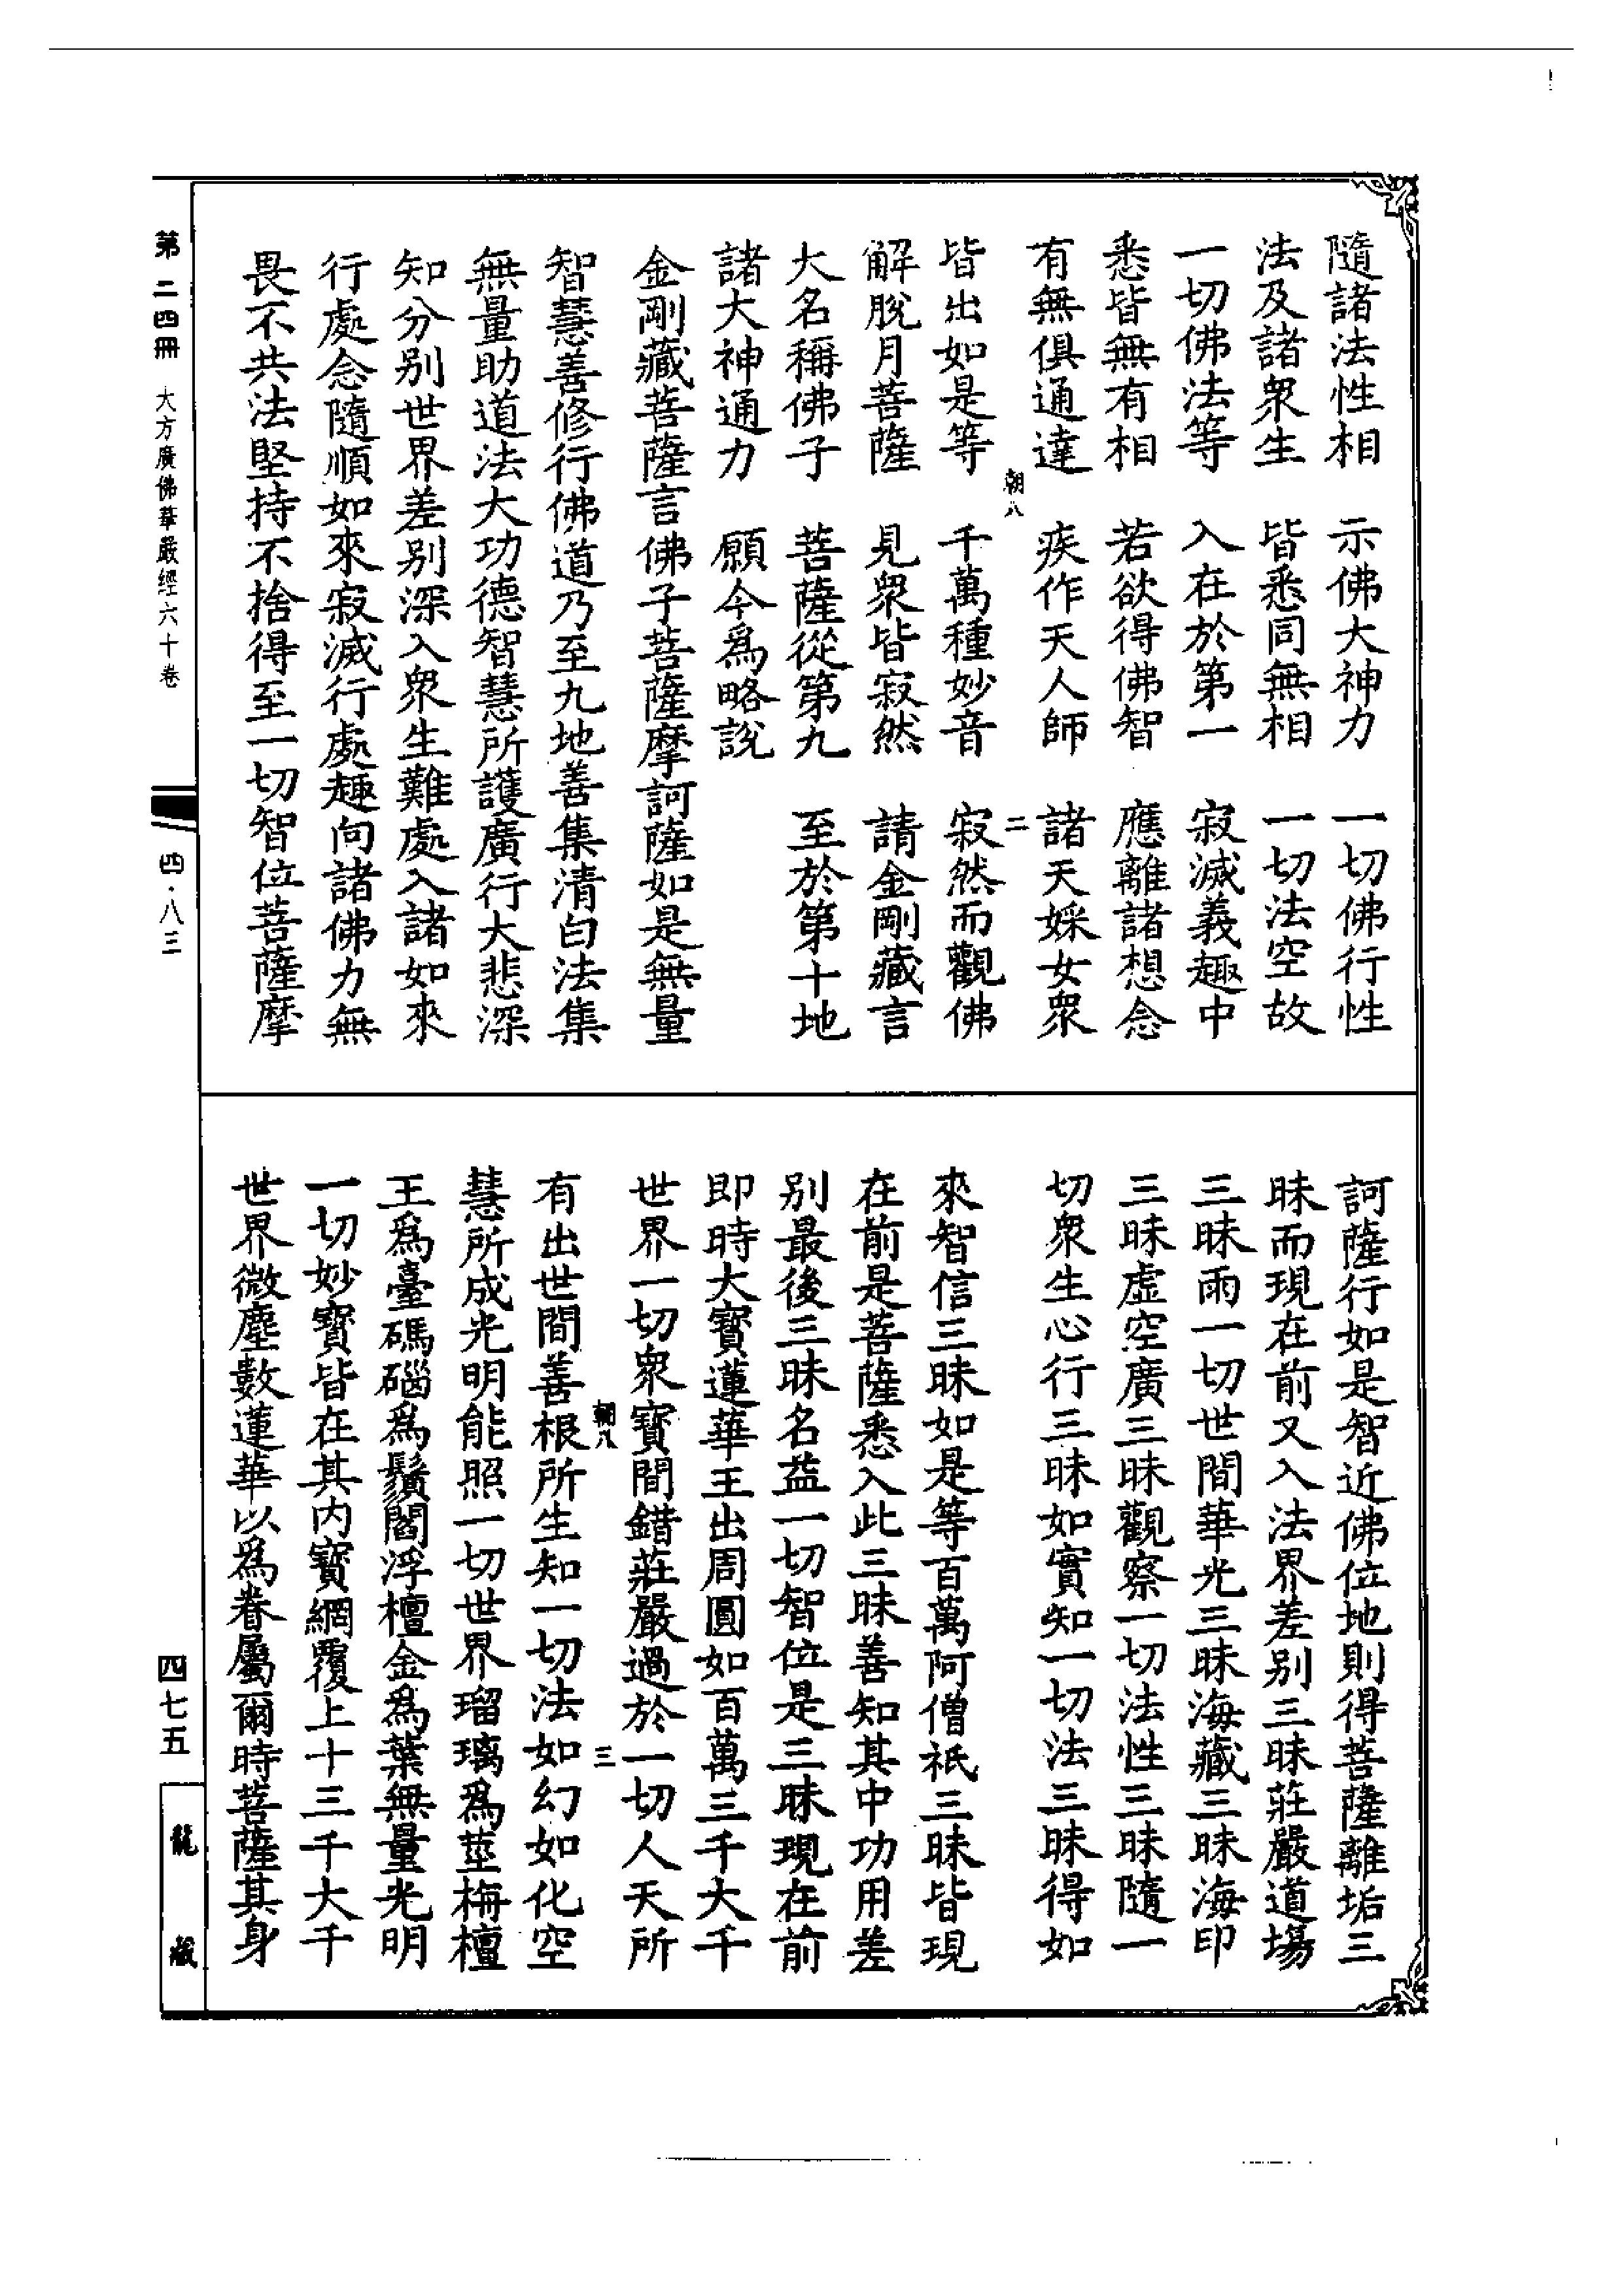 隨諸法性相　示佛大神力　一切佛行性
法及諸衆生　皆悉同無相　一切法空故
一切佛法等　入在於第一　寂滅義趣中
悉皆無有相　若欲得佛智　應離諸想念
有無俱通達　疾作天人師　諸天婇女衆
朝八　二
皆出如是等　千萬種妙音　寂然而觀佛
解脫月菩薩　見衆皆寂然　請金剛藏言
大名稱佛子　菩薩從第九　至於第十地
諸大神通力　願今爲略說
金剛藏菩薩言佛子菩薩摩訶薩如是無量
智慧善修行佛道乃至九地善集清白法集
無量助道法大功德智慧所護廣行大悲深
知分别世界差别深入衆生難處入諸如來
行處念隨順如來寂滅行處趣向諸佛力無
畏不共法堅持不捨得至一切智位菩薩摩
訶薩行如是智近佛位地則得菩薩離垢三
昧而現在前又入法界差别三昧莊嚴道場
三昧雨一切世間華光三昧海藏三昧海印
三昧虛空廣三昧觀察一切法性三昧隨一
切衆生心行三昧如實知一切法三昧得如
來智信三昧如是等百萬阿僧祇三昧皆現
在前是菩薩悉入此三昧善知其中功用差
别最後三昧名益一切智位是三昧現在前
即時大寶蓮華王出周圓如百萬三千大千
世界一切衆寶間錯莊嚴過於一切人天所
朝八　三
有出世間善根所生知一切法如幻如化空
慧所成光明能照一切世界瑠璃爲莖栴檀
王爲臺碼碯爲鬚閻浮檀金爲葉無量光明
一切妙寶皆在其内寶網覆上十三千大千
世界微塵數蓮華以爲眷屬爾時菩薩其身
第二四冊　大方廣佛華嚴經六十卷
四·八三
四七五
龍藏